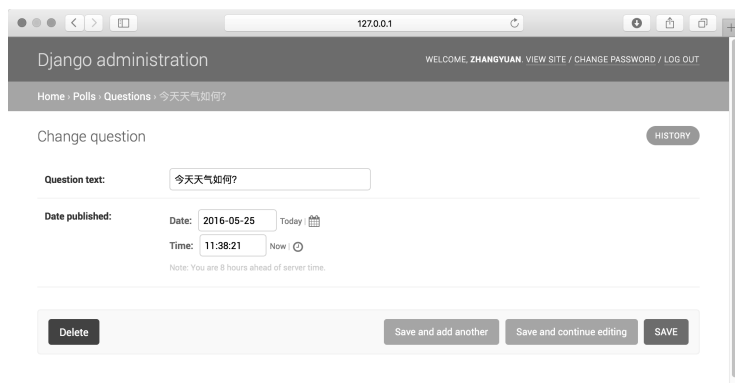 127.0.0.1
Django administration
WELCOME, ZHANGYUAN. VIEW SITE / CHANGE PASSWORD / LOG OUT
Home › Polls › Questions › 今天天气如何?
Change question
HISTORY
Question text: 今天天气如何?
Date published: Date: 2016-05-25 Today |
Time: 11:38:21 Now |
Note: You are 8 hours ahead of server time.
Delete Save and add another Save and continue editing SAVE